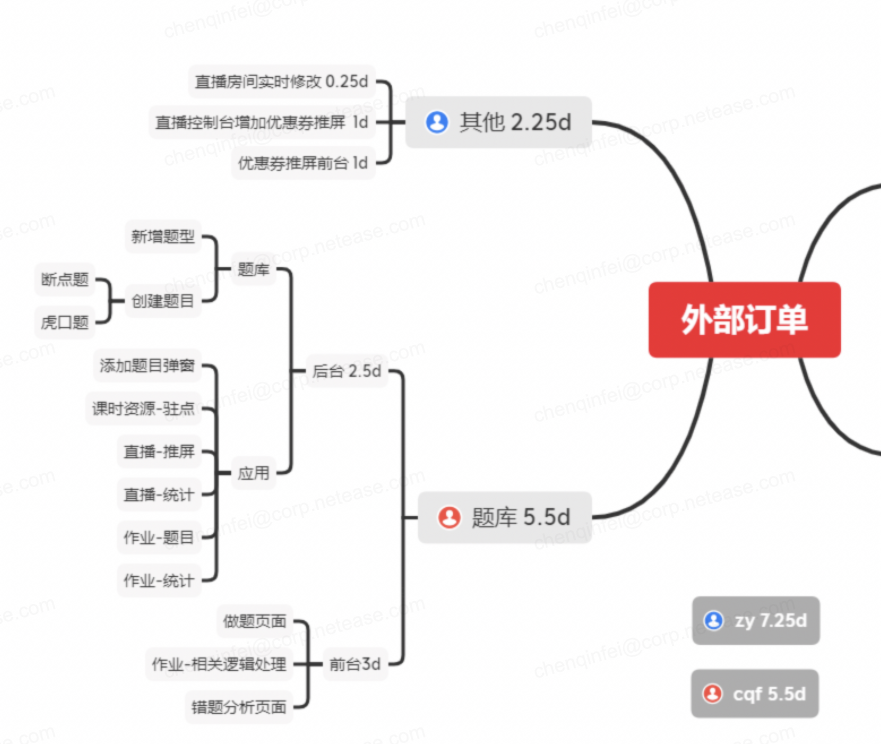 直播房间实时修改 0.25d
直播控制台增加优惠券推屏 1d
优惠券推屏前台 1d
其他 2.25d
外部订单
新增题型
断点题
虎口题
创建题目
题库
添加题目弹窗
课时资源-驻点
直播-推屏
直播-统计
作业-题目
作业-统计
应用
后台 2.5d
题库 5.5d
做题页面
作业-相关逻辑处理
错题分析页面
前台3d
zy 7.25d
cqf 5.5d
chenqinfei@corp.netease.com